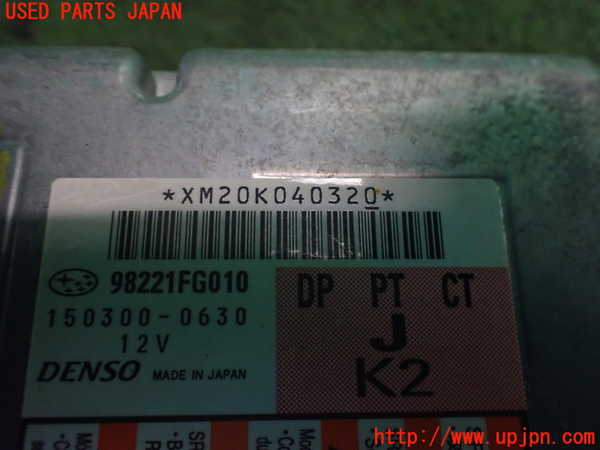 USED PARTS JAPAN
*XM20K040320*
98221FG010
DP PT CT
150300-0630
J
12V
K2
DENSO MADE IN JAPAN
http://www.upjpn.com